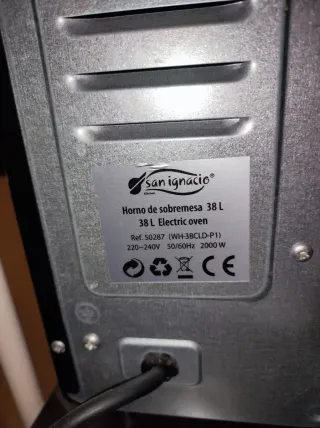 san ignacio®
Horno de sobremesa 38 L
38 L Electric oven
Ref. 50287 (WH-38CLD-P1)
220~240V 50/60Hz 2000 W
CE